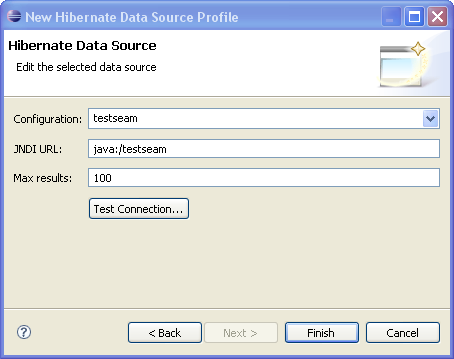 New Hibernate Data Source Profile
Hibernate Data Source
Edit the selected data source
Configuration: testseam
JNDI URL: java:/testseam
Max results: 100
Test Connection...
? < Back Next > Finish Cancel